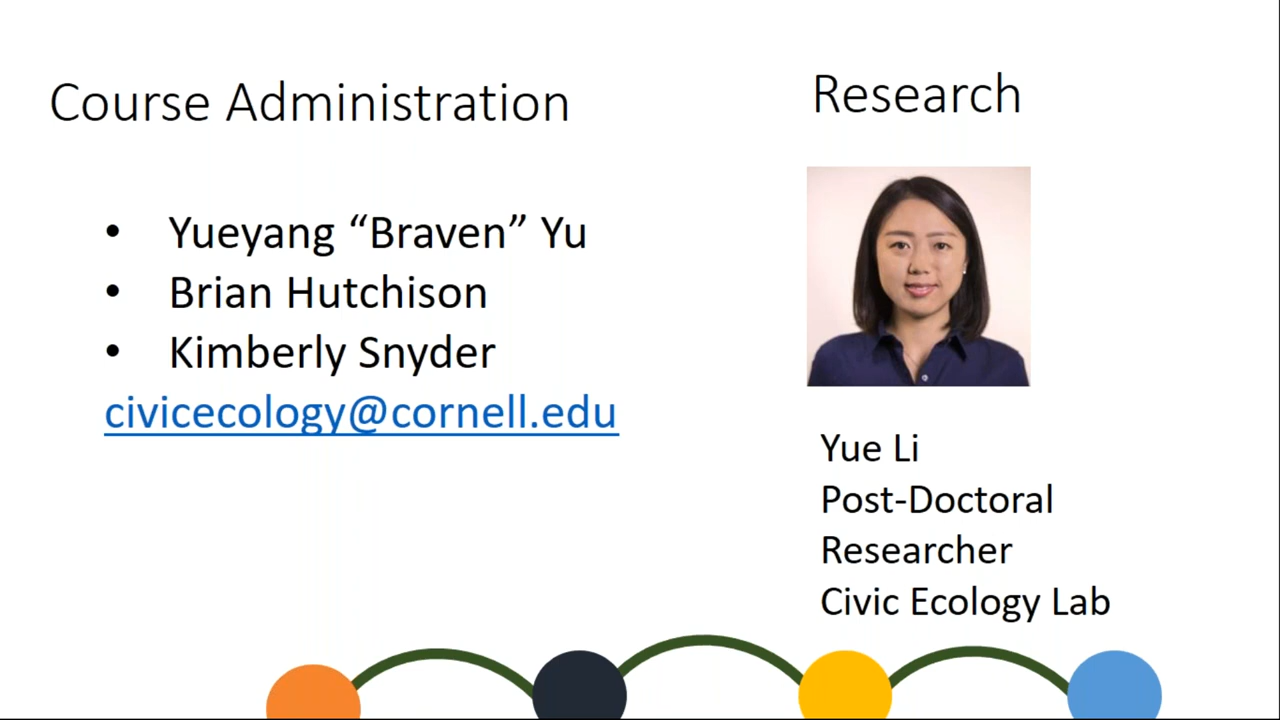 Course Administration
• Yueyang “Braven” Yu
• Brian Hutchison
• Kimberly Snyder
civicecology@cornell.edu
Research
Yue Li
Post-Doctoral
Researcher
Civic Ecology Lab